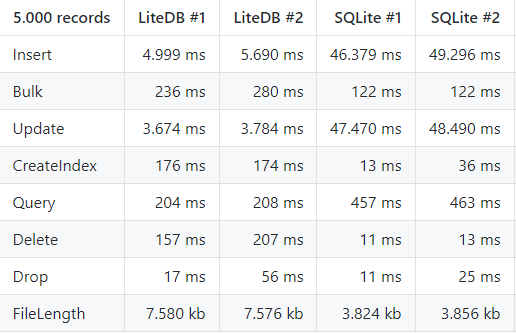 5.000 records LiteDB #1 LiteDB #2 SQLite #1 SQLite #2
Insert 4.999 ms 5.690 ms 46.379 ms 49.296 ms
Bulk 236 ms 280 ms 122 ms 122 ms
Update 3.674 ms 3.784 ms 47.470 ms 48.490 ms
CreateIndex 176 ms 174 ms 13 ms 36 ms
Query 204 ms 208 ms 457 ms 463 ms
Delete 157 ms 207 ms 11 ms 13 ms
Drop 17 ms 56 ms 11 ms 25 ms
FileLength 7.580 kb 7.576 kb 3.824 kb 3.856 kb